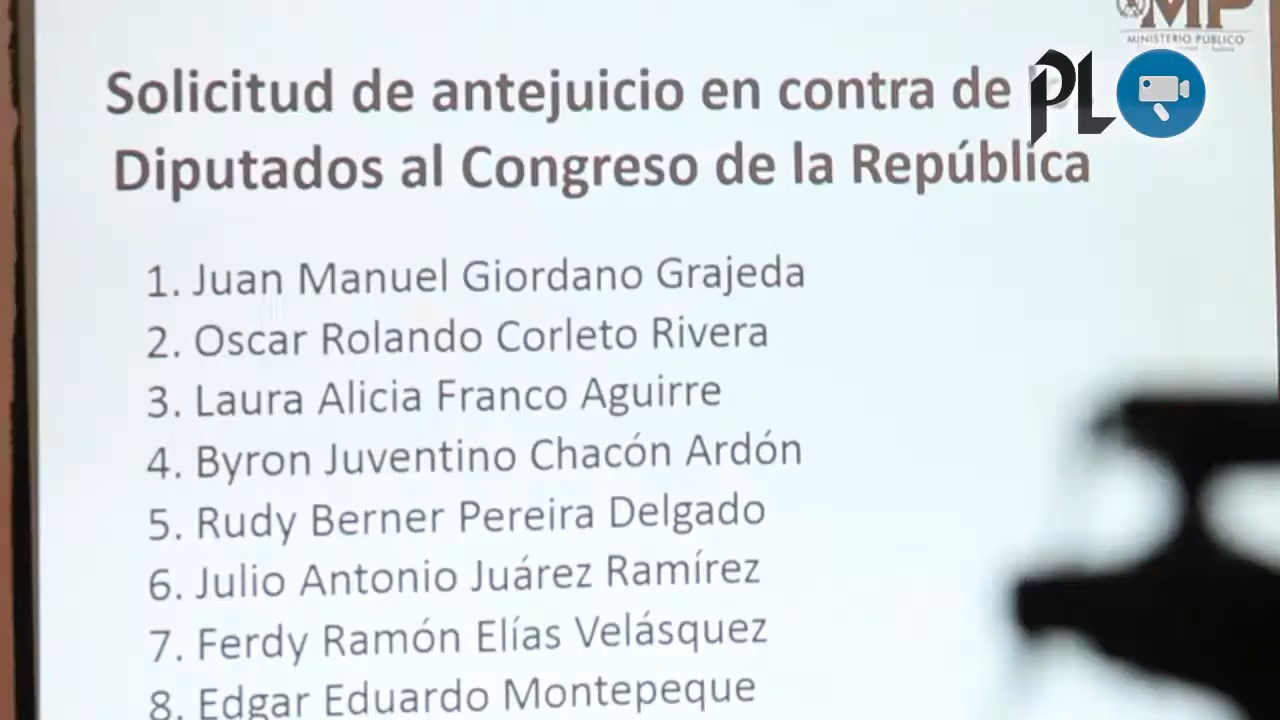 MP
MINISTERIO PUBLICO
Solicitud de antejuicio en contra de
PL
Diputados al Congreso de la República
1. Juan Manuel Giordano Grajeda
2. Oscar Rolando Corleto Rivera
3. Laura Alicia Franco Aguirre
4. Byron Juventino Chacón Ardón
5. Rudy Berner Pereira Delgado
6. Julio Antonio Juárez Ramírez
7. Ferdy Ramón Elías Velásquez
8. Edgar Eduardo Montepeque